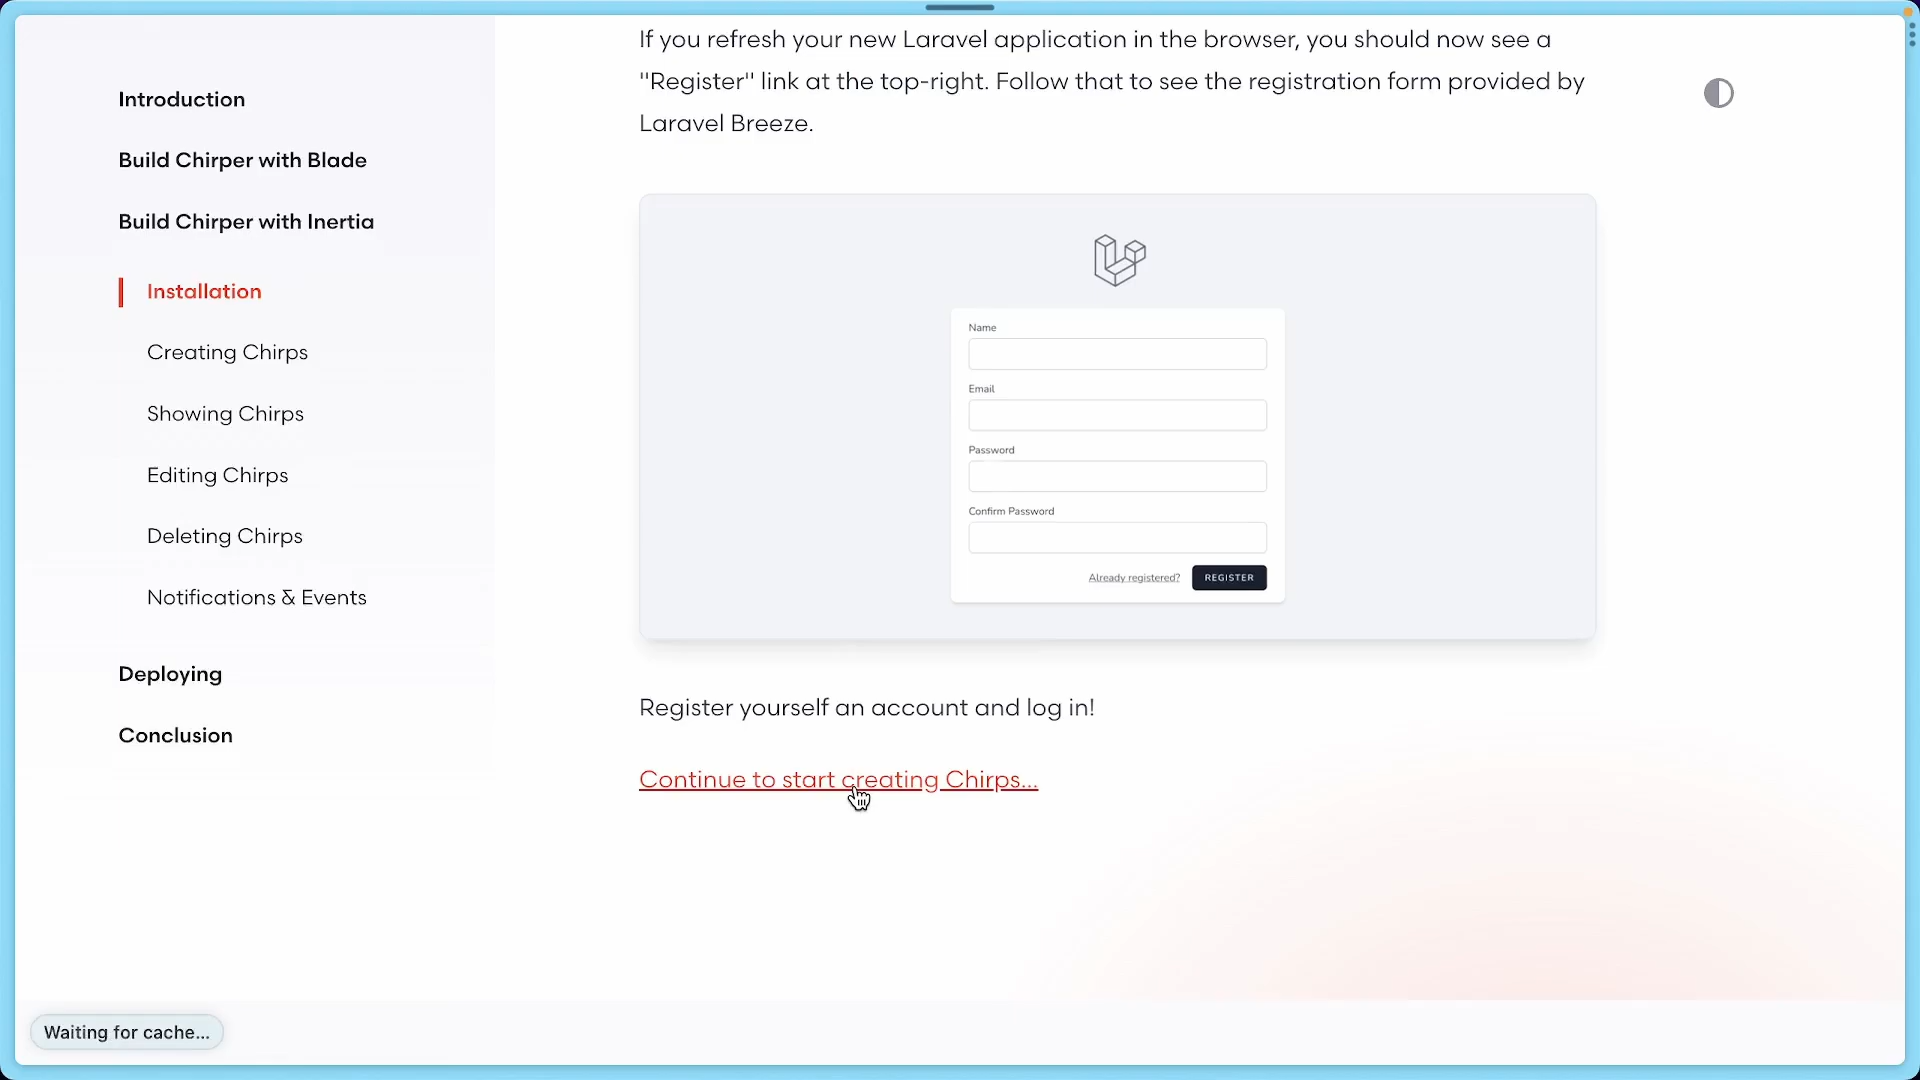 Introduction
Build Chirper with Blade
Build Chirper with Inertia
Installation
Creating Chirps
Showing Chirps
Editing Chirps
Deleting Chirps
Notifications & Events
Deploying
Conclusion
If you refresh your new Laravel application in the browser, you should now see a
"Register" link at the top-right. Follow that to see the registration form provided by
Laravel Breeze.
Name
Email
Password
Confirm Password
Already registered? REGISTER
Register yourself an account and log in!
Continue to start creating Chirps...
Waiting for cache...